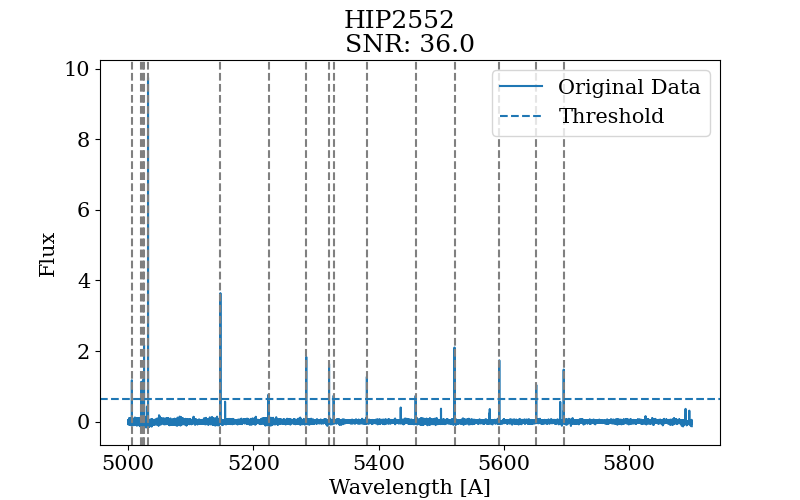 HIP2552
SNR: 36.0
Original Data
Threshold
Flux
10
8
6
4
2
0
5000 5200 5400 5600 5800
Wavelength [A]